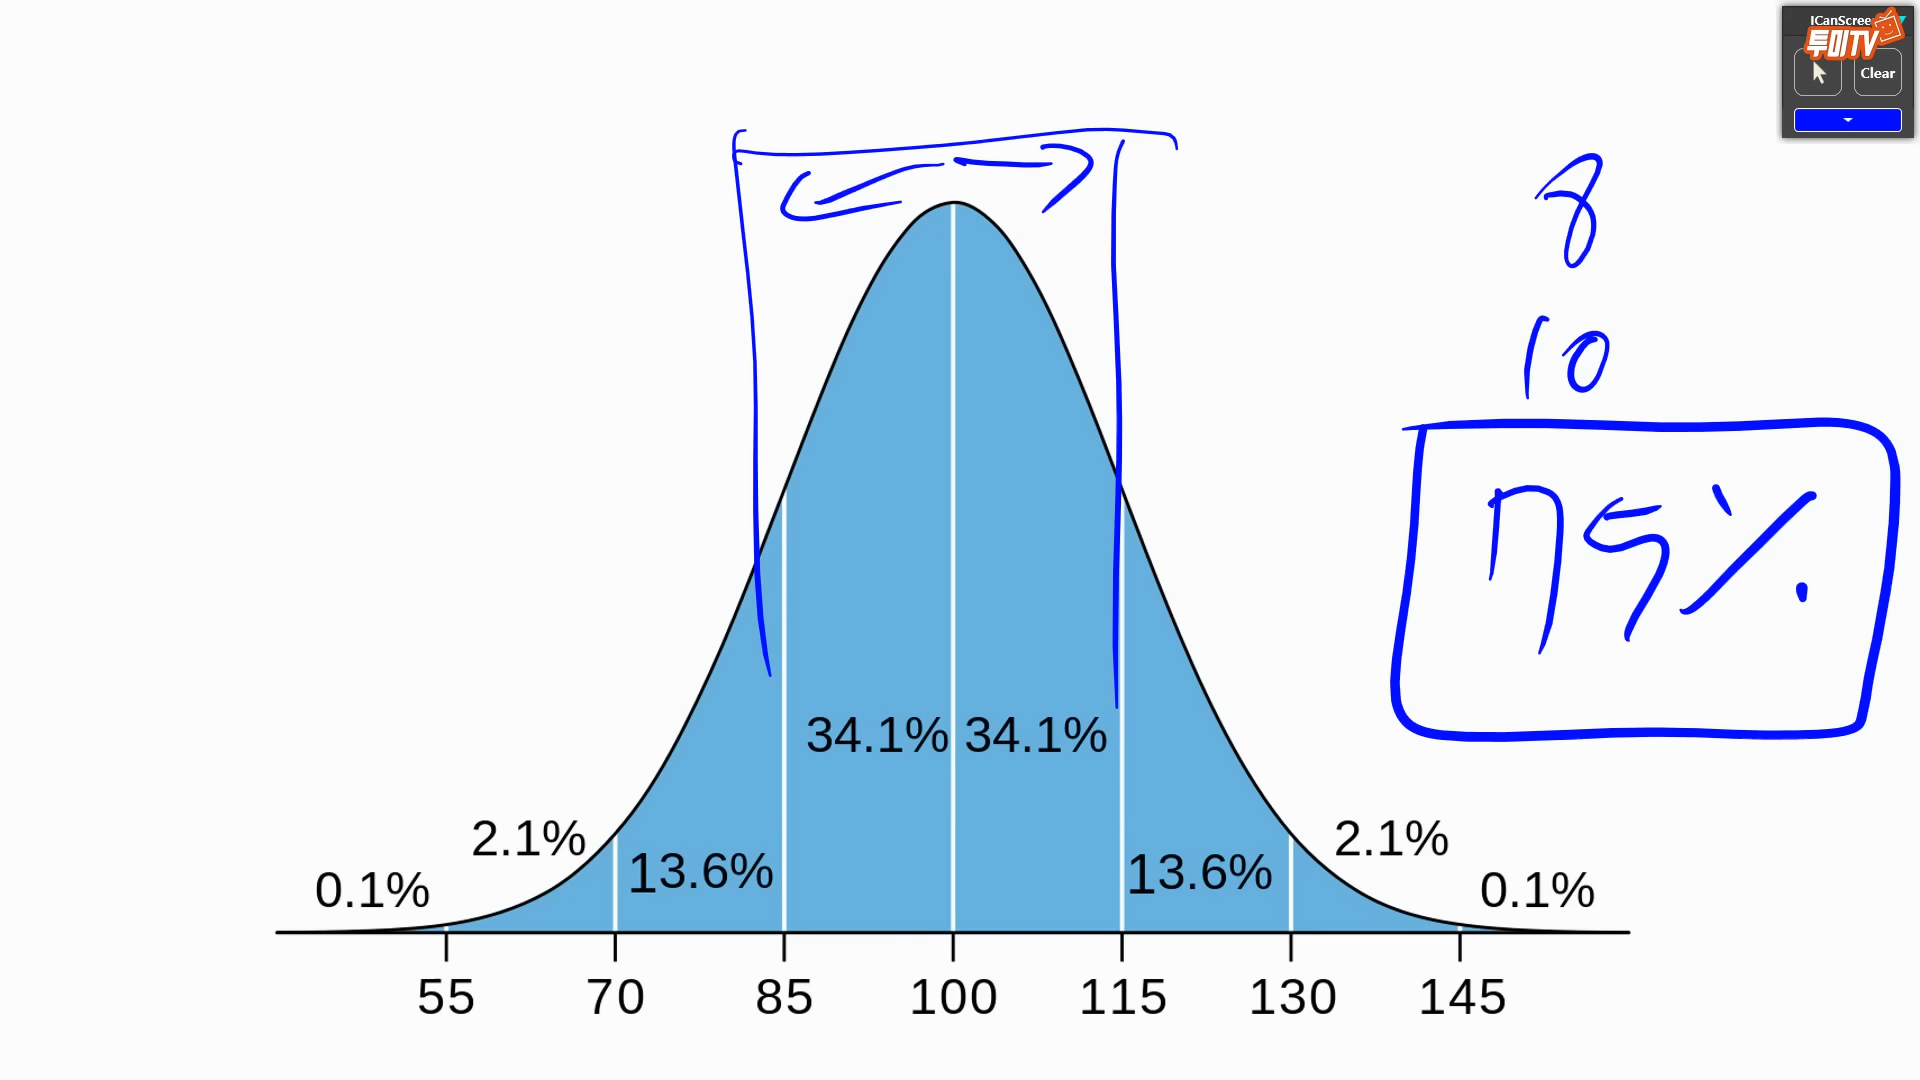 ICanScree
투미TV
Clear
8
10
75%
34.1% 34.1%
2.1% 2.1%
13.6% 13.6%
0.1% 0.1%
55 70 85 100 115 130 145